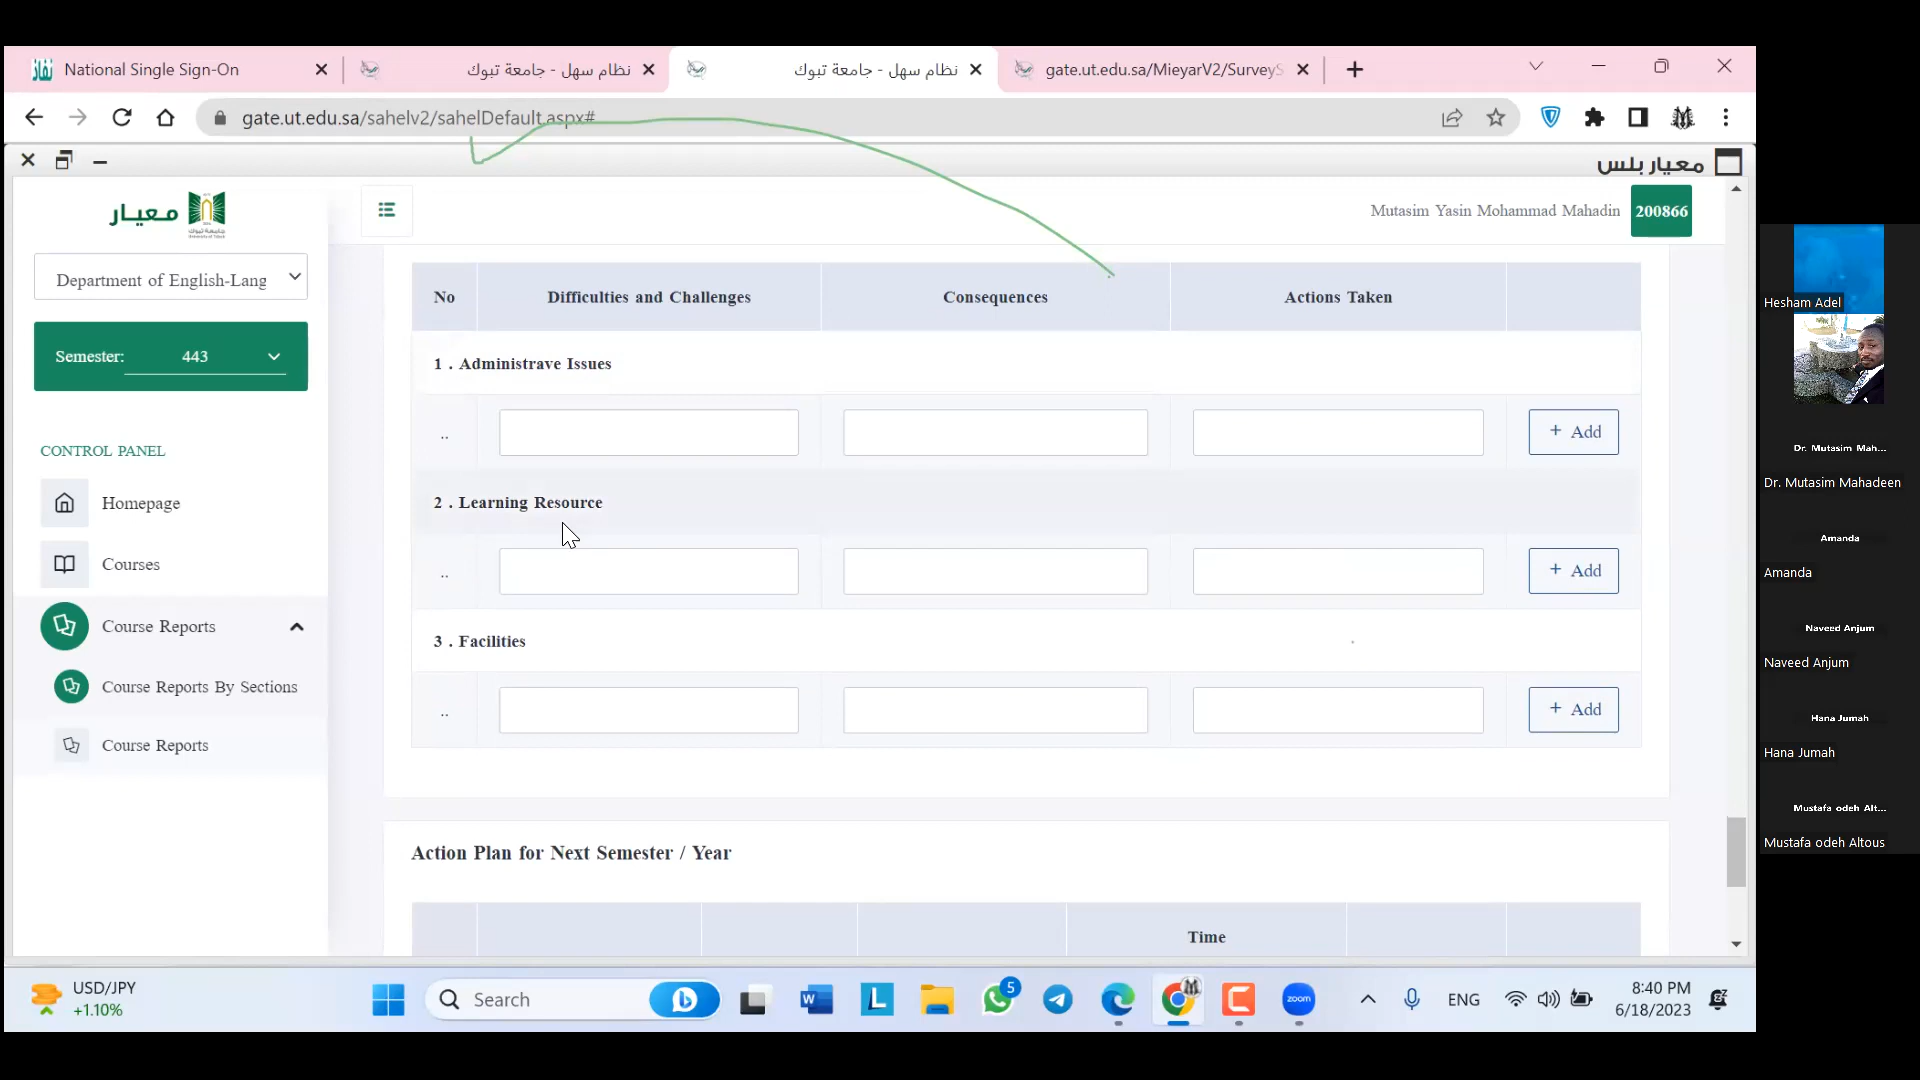 National Single Sign-On
نظام سهل - جامعة تبوك
نظام سهل - جامعة تبوك
gate.ut.edu.sa/MieyarV2/SurveyS
gate.ut.edu.sa/sahelv2/sahelDefault.aspx#
معيار بلس
معيار
جامعة تبوك
Mutasim Yasin Mohammad Mahadin
200866
Department of English-Lang
Semester: 443
CONTROL PANEL
Homepage
Courses
Course Reports
Course Reports By Sections
Course Reports
No Difficulties and Challenges Consequences Actions Taken
1 . Administrave Issues
.. + Add
2 . Learning Resource
.. + Add
3 . Facilities
.. + Add
Action Plan for Next Semester / Year
Time
Hesham Adel
Dr. Mutasim Mah...
Dr. Mutasim Mahadeen
Amanda
Amanda
Naveed Anjum
Naveed Anjum
Hana Jumah
Hana Jumah
Mustafa odeh Alt...
Mustafa odeh Altous
USD/JPY
+1.10%
Search
W
L
5
zoom
ENG
8:40 PM
6/18/2023